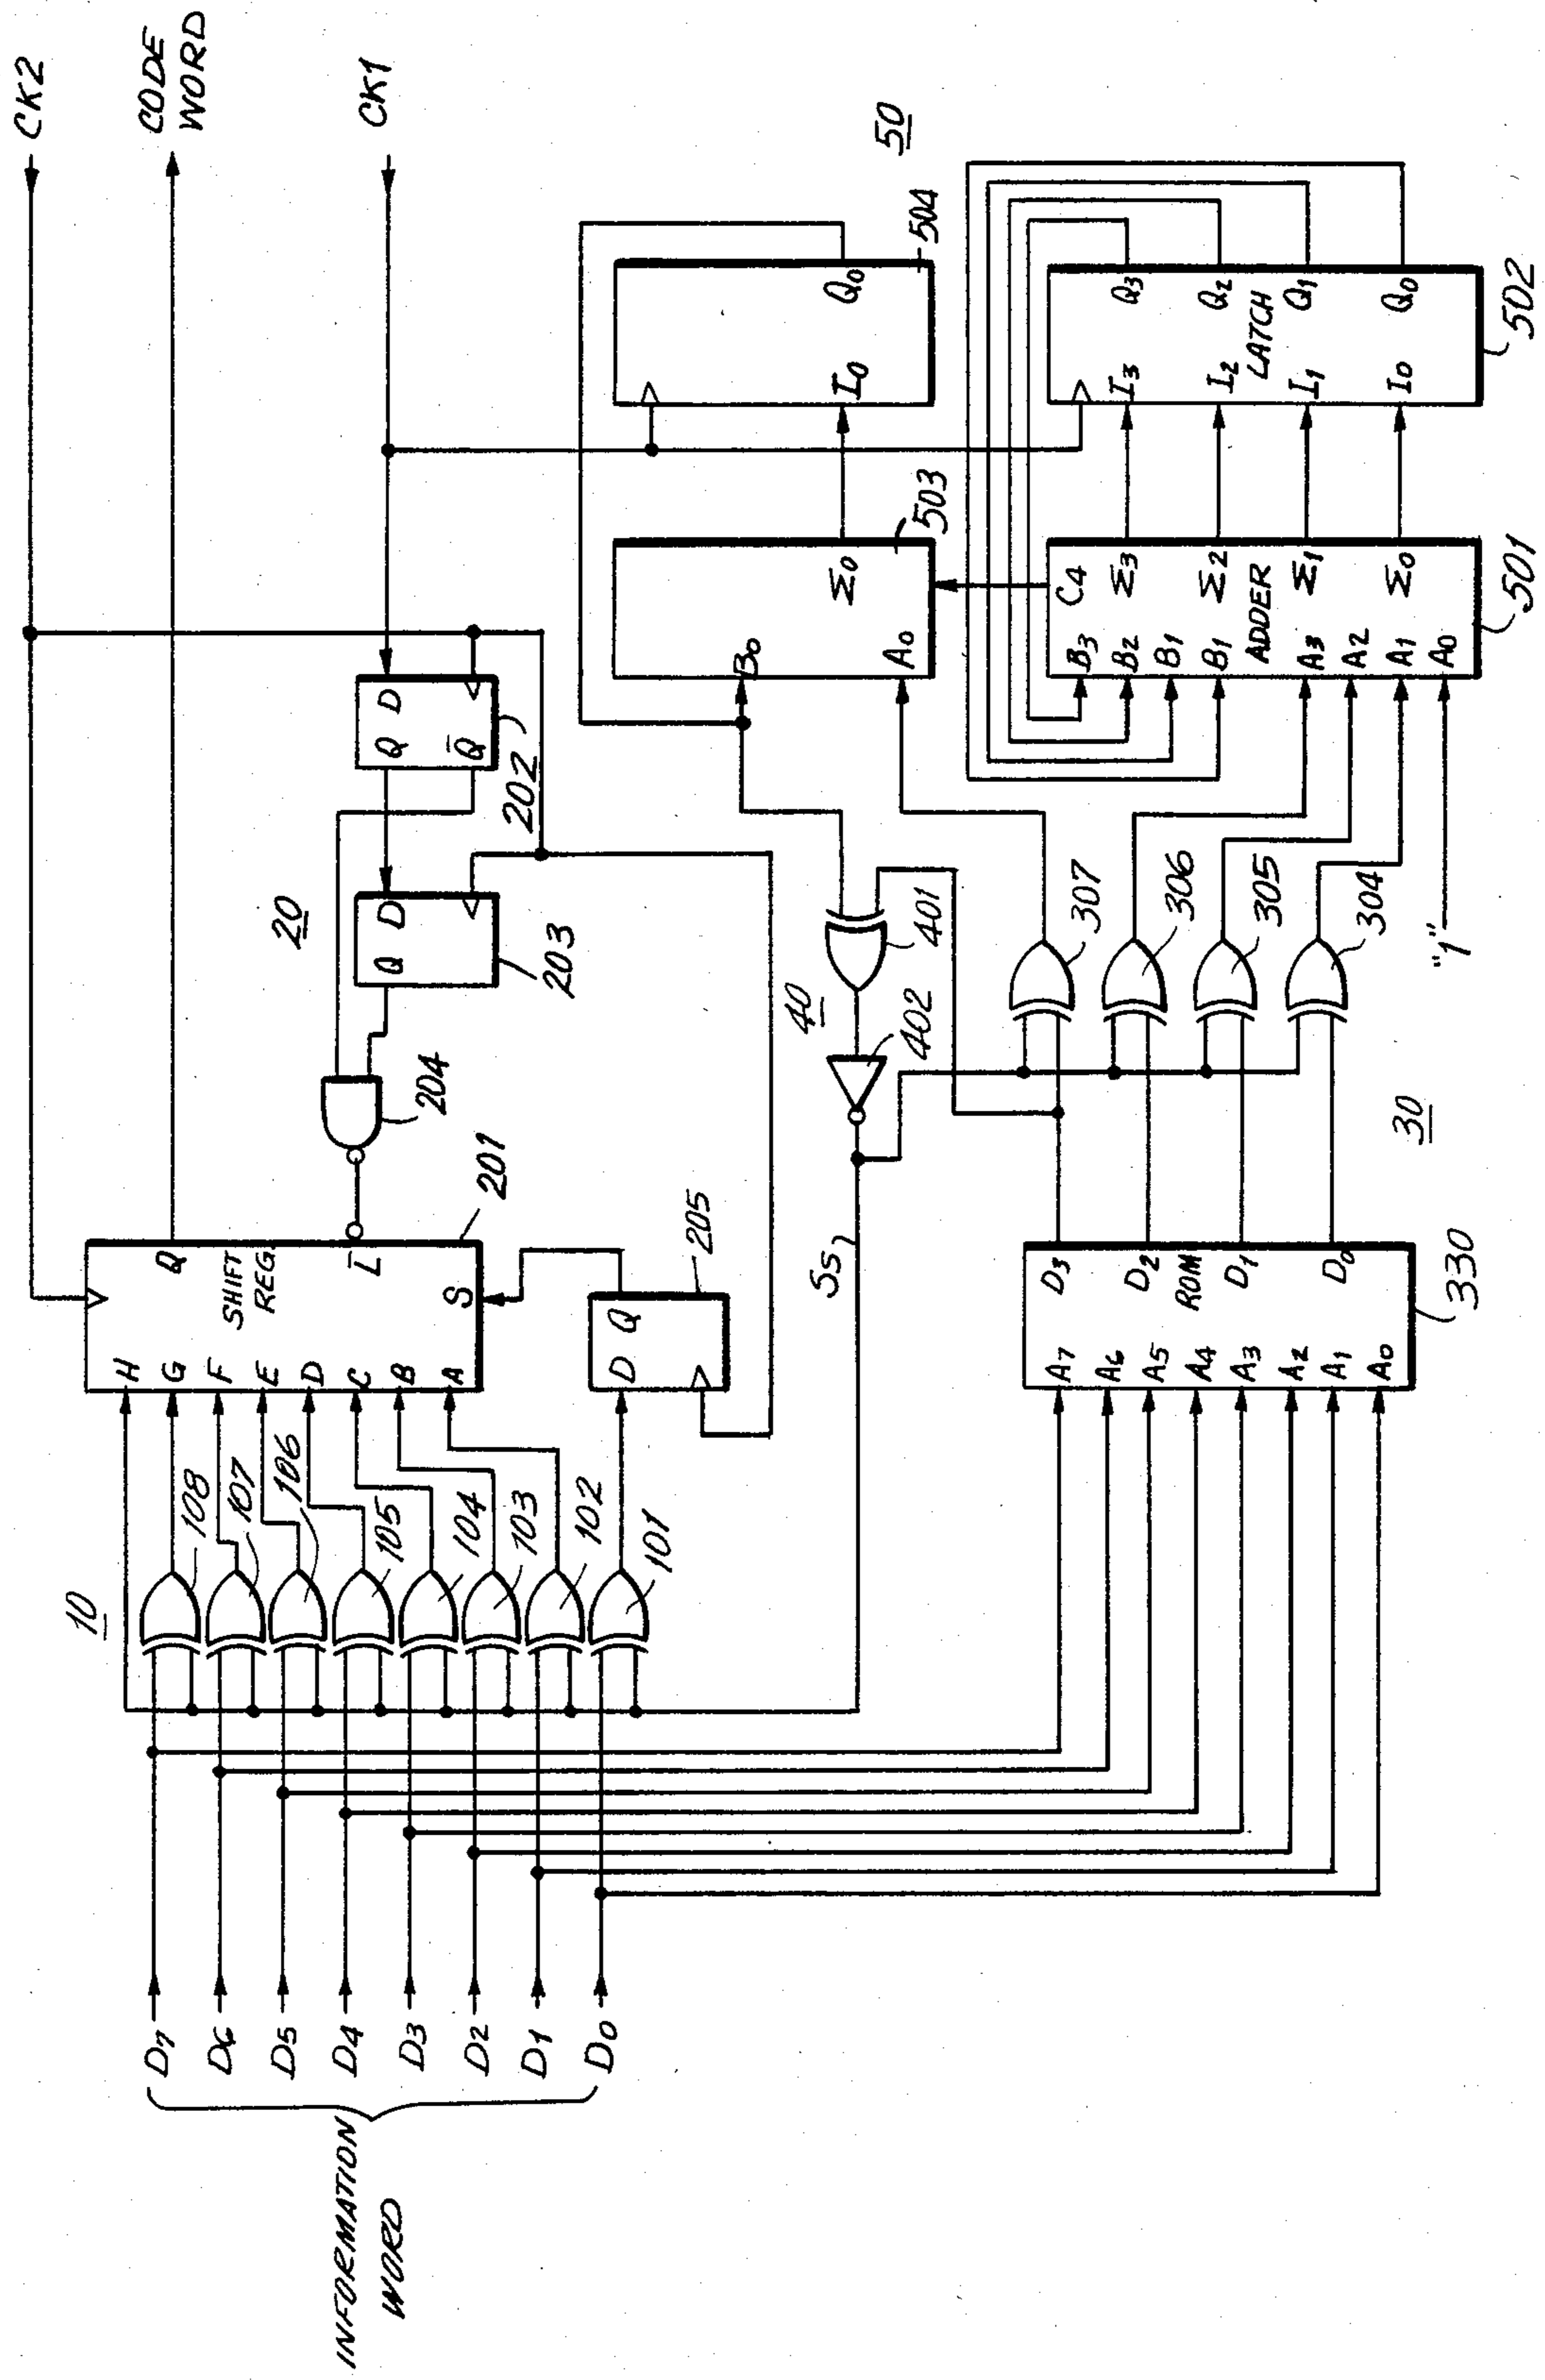 CK2
CODE
WORD
CK1
50
504
Q0
I0
503
Σ0
B0
A0
502
Q3
Q2
Q1
Q0
LATCH
I3
I2
I1
I0
501
C4
Σ3
Σ2
Σ1
Σ0
ADDER
B3
B2
B1
B1
A3
A2
A1
A0
"1"
20
D
Q
Q̅
202
D
Q
203
204
40
401
402
307
306
305
304
30
201
Q
SHIFT
REG.
L̅
S
H
G
F
E
D
C
B
A
205
D
Q
Ss
330
D3
D2
D1
D0
ROM
A7
A6
A5
A4
A3
A2
A1
A0
10
108
107
106
105
104
103
102
101
D7
D6
D5
D4
D3
D2
D1
D0
INFORMATION
WORD